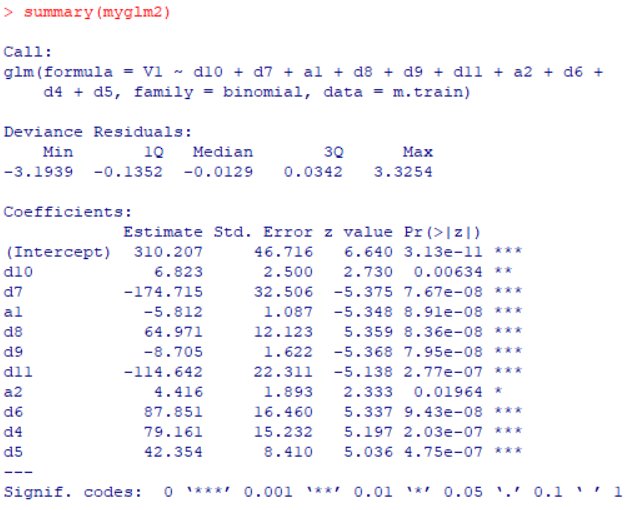 > summary(myglm2)
Call:
glm(formula = V1 ~ d10 + d7 + a1 + d8 + d9 + d11 + a2 + d6 +
    d4 + d5, family = binomial, data = m.train)
Deviance Residuals:
    Min       1Q   Median       3Q      Max
-3.1939  -0.1352  -0.0129   0.0342   3.3254
Coefficients:
            Estimate Std. Error z value Pr(>|z|)
(Intercept)  310.207     46.716   6.640 3.13e-11 ***
d10            6.823      2.500   2.730  0.00634 **
d7          -174.715     32.506  -5.375 7.67e-08 ***
a1            -5.812      1.087  -5.348 8.91e-08 ***
d8            64.971     12.123   5.359 8.36e-08 ***
d9            -8.705      1.622  -5.368 7.95e-08 ***
d11         -114.642     22.311  -5.138 2.77e-07 ***
a2             4.416      1.893   2.333  0.01964 *
d6            87.851     16.460   5.337 9.43e-08 ***
d4            79.161     15.232   5.197 2.03e-07 ***
d5            42.354      8.410   5.036 4.75e-07 ***
---
Signif. codes:  0 ‘***’ 0.001 ‘**’ 0.01 ‘*’ 0.05 ‘.’ 0.1 ‘ ’ 1